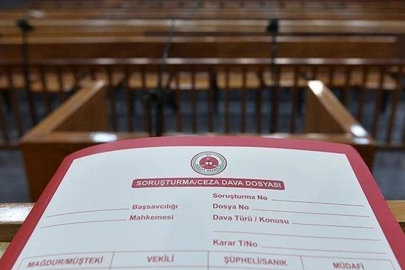 SORUŞTURMA/CEZA DAVA DOSYASI
Soruşturma No
Başsavcılığı Dosya No
Mahkemesi Dava Türü / Konusu
Karar T/No
MAĞDUR/MÜŞTEKİ VEKİLİ ŞÜPHELİ/SANIK MÜDAFİ